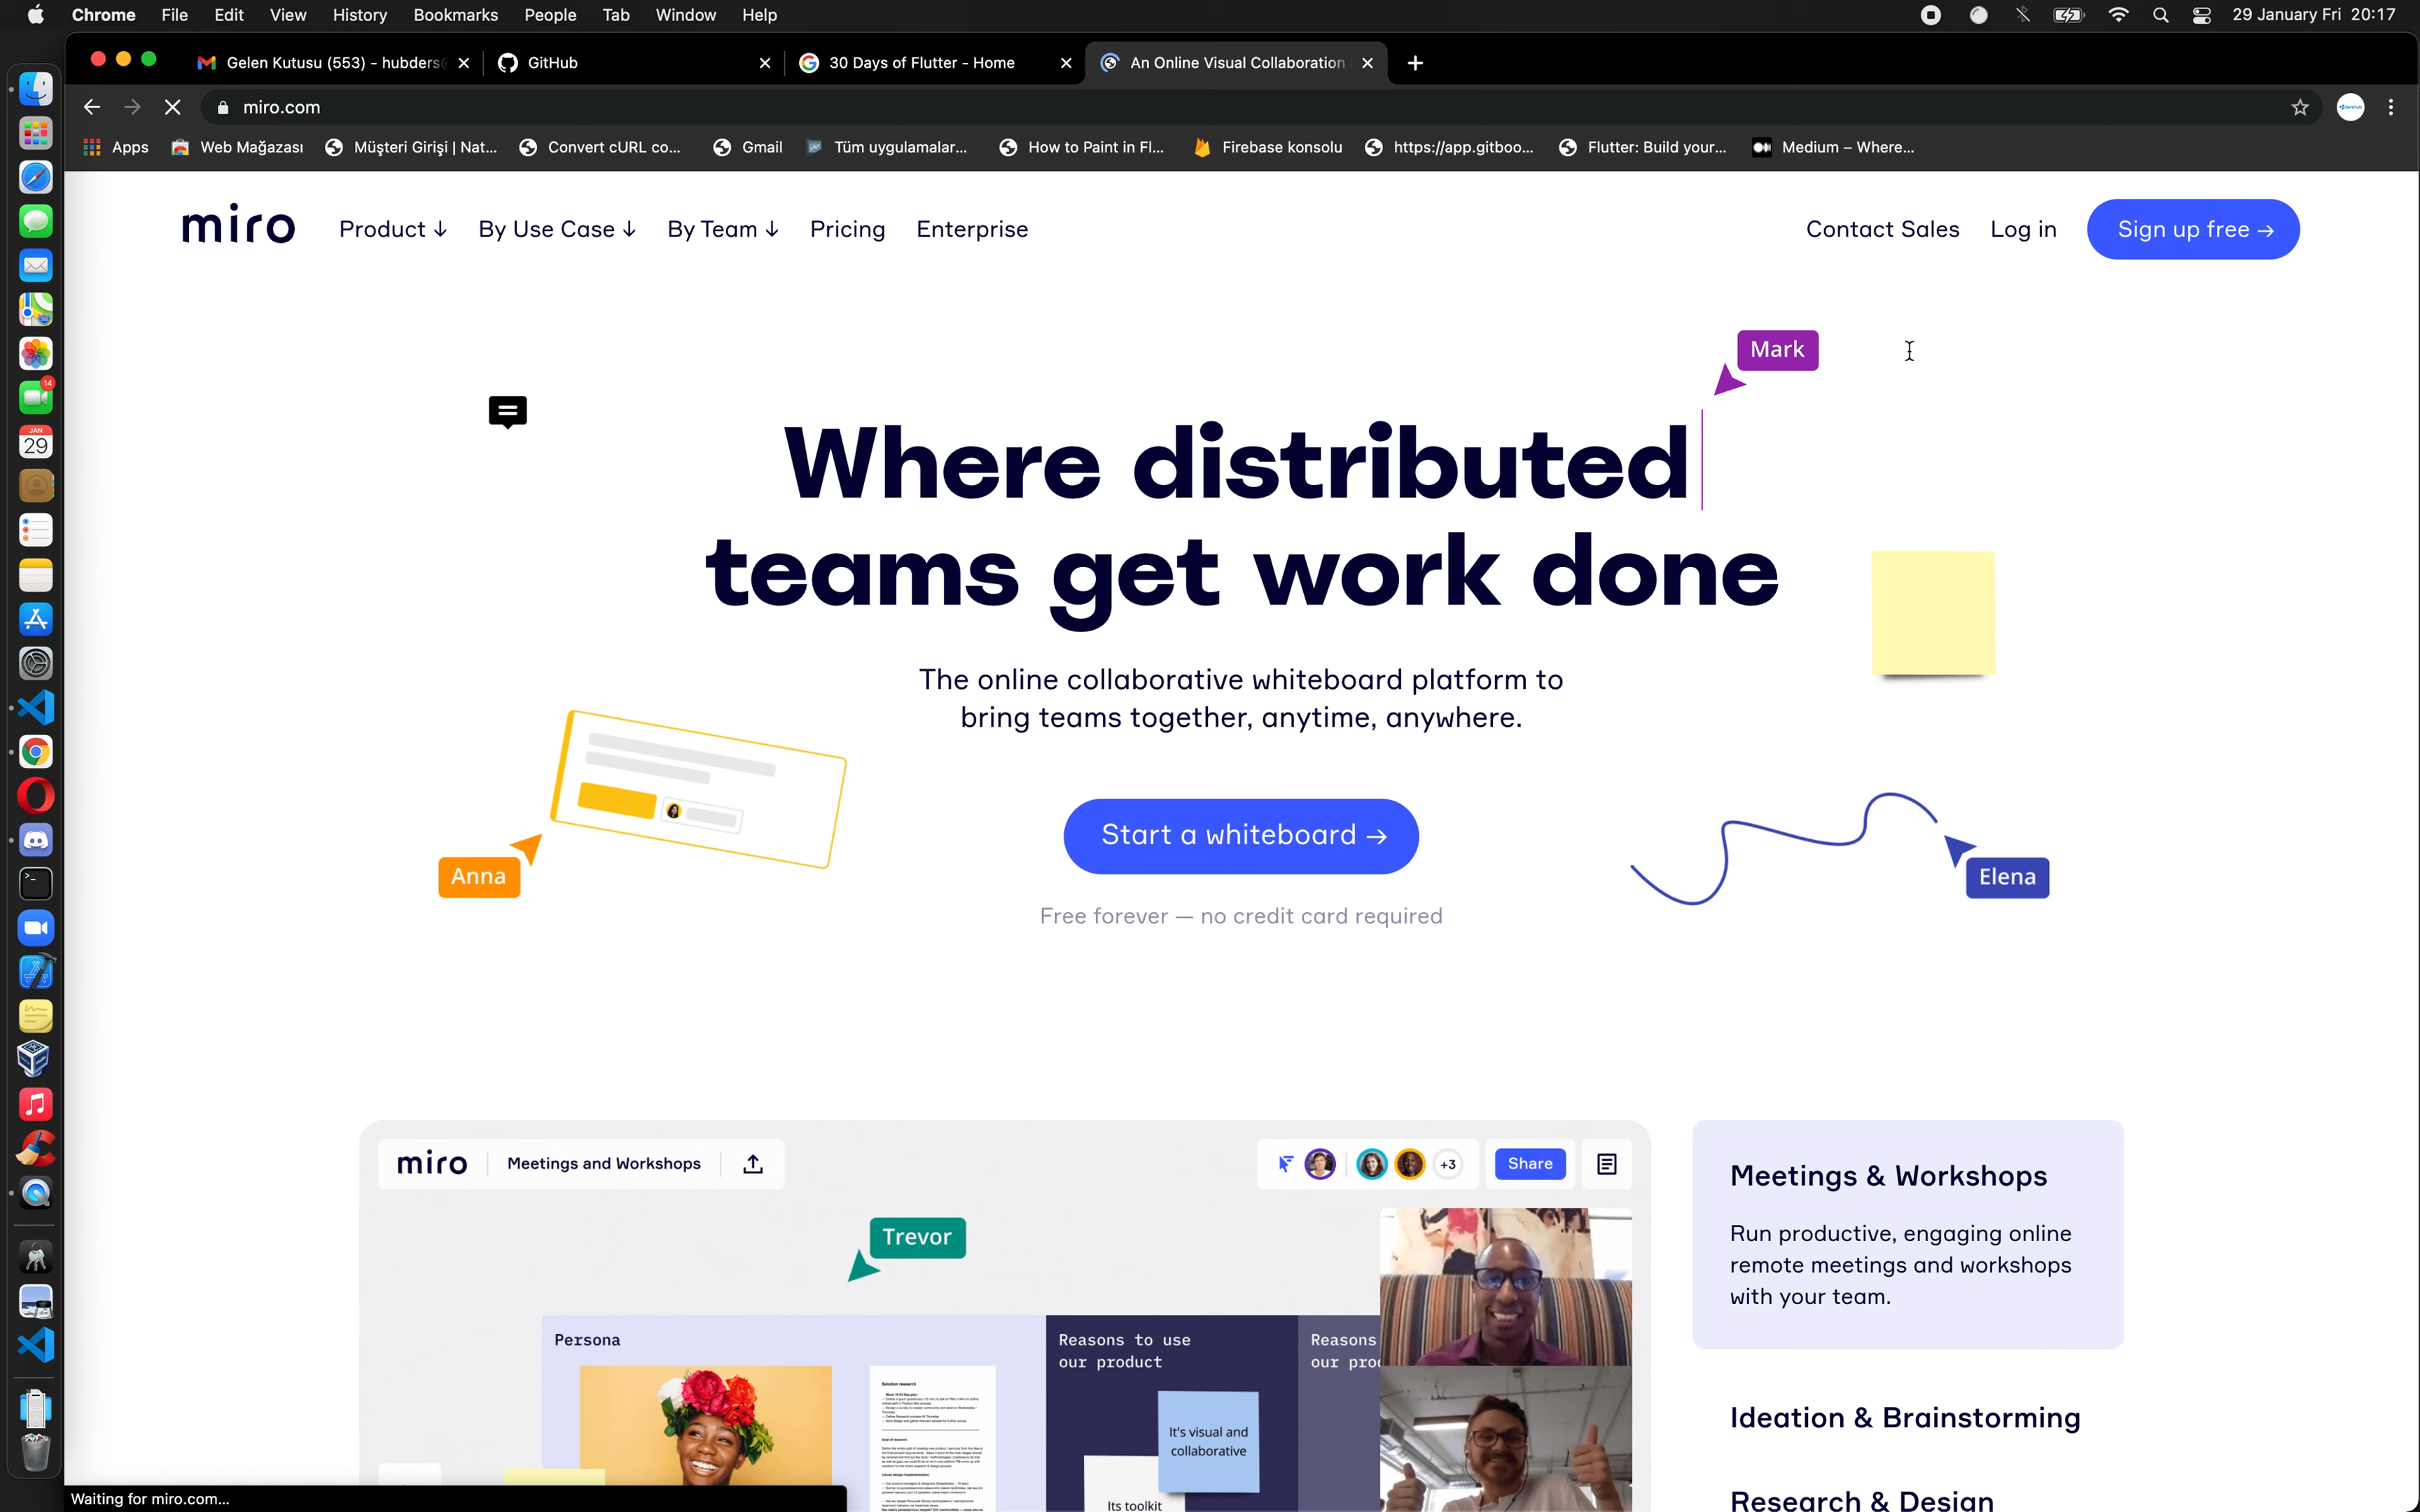 Chrome File Edit View History Bookmarks People Tab Window Help
29 January Fri 20:17
Gelen Kutusu (553) - hubders
GitHub
30 Days of Flutter - Home
An Online Visual Collaboration
miro.com
Apps
Web Mağazası
Müşteri Girişi | Nat...
Convert cURL co...
Gmail
Tüm uygulamalar...
How to Paint in Fl...
Firebase konsolu
https://app.gitboo...
Flutter: Build your...
Medium – Where...
14
JAN
29
miro
Product ↓
By Use Case ↓
By Team ↓
Pricing
Enterprise
Contact Sales
Log in
Sign up free →
Mark
Where distributed
teams get work done
The online collaborative whiteboard platform to
bring teams together, anytime, anywhere.
Anna
Start a whiteboard →
Elena
Free forever — no credit card required
miro
Meetings and Workshops
+3
Share
Trevor
Persona
Solution research
Reasons to use
our product
Reasons
our pro
It's visual and
collaborative
Its toolkit
Meetings & Workshops
Run productive, engaging online
remote meetings and workshops
with your team.
Ideation & Brainstorming
Research & Design
Waiting for miro.com...